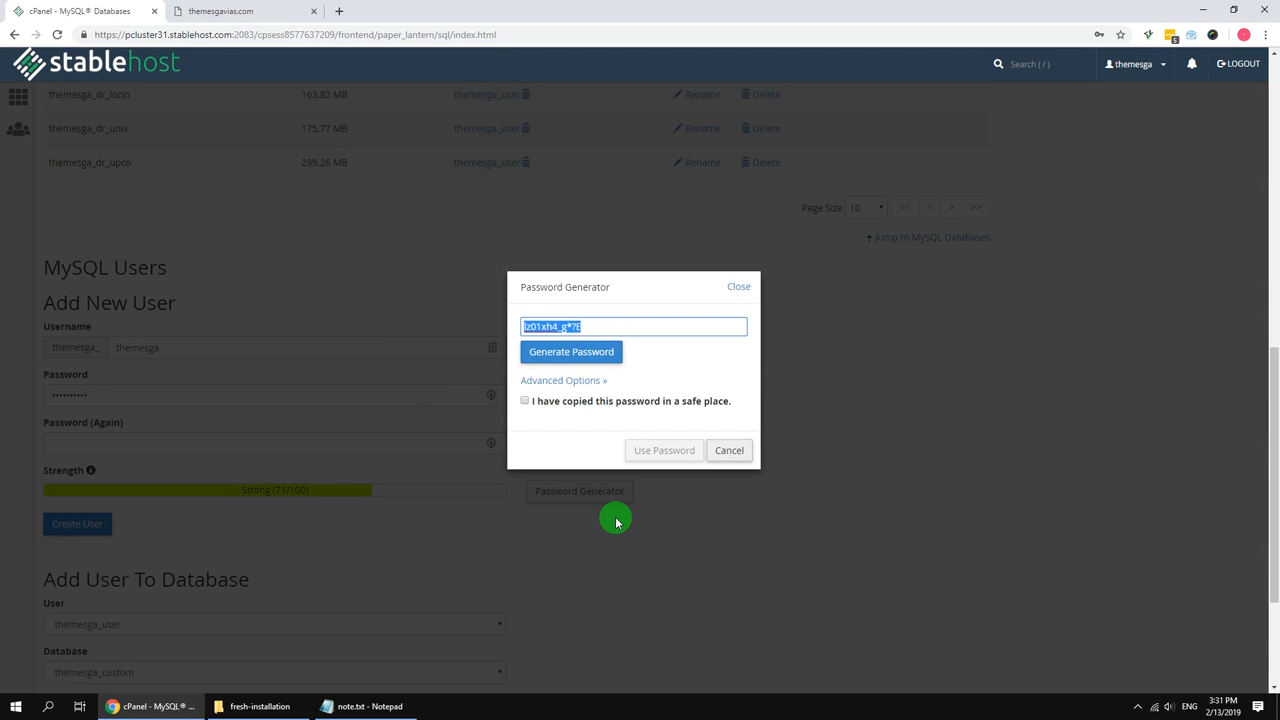 cPanel - MySQL® Databases
themesgavias.com
https://pcluster31.stablehost.com:2083/cpsess8577637209/frontend/paper_lantern/sql/index.html
5
stablehost
Search ( / )
themesga
LOGOUT
themesga_dr_lozin 163.82 MB themesga_user Rename Delete
themesga_dr_unix 175.77 MB themesga_user Rename Delete
themesga_dr_upco 299.26 MB themesga_user Rename Delete
Page Size 10 << < > >>
Jump to MySQL Databases
MySQL Users
Add New User
Username
themesga_ themesga
Password
••••••••••
Password (Again)
Strength
Strong (71/100)
Password Generator
Create User
Add User To Database
User
themesga_user
Database
themesga_custom
Password Generator Close
lz01xh4_g*?E
Generate Password
Advanced Options »
I have copied this password in a safe place.
Use Password Cancel
cPanel - MySQL® ...
fresh-installation
note.txt - Notepad
ENG
3:31 PM
2/13/2019